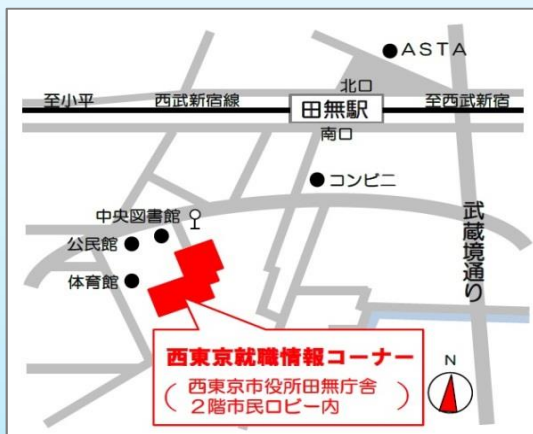 ASTA
北口
至小平
西武新宿線
田無駅
至西武新宿
南口
コンビニ
中央図書館
公民館
武蔵境通り
体育館
西東京就職情報コーナー
(西東京市役所田無庁舎
2階市民ロビー内)
N